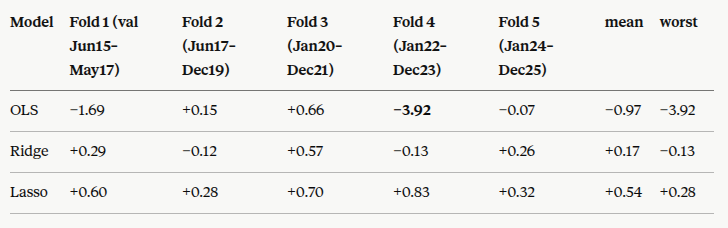 Model Fold 1 (val Jun15– May17) Fold 2 (Jun17– Dec19) Fold 3 (Jan20– Dec21) Fold 4 (Jan22– Dec23) Fold 5 (Jan24– Dec25) mean worst
OLS −1.69 +0.15 +0.66 −3.92 −0.07 −0.97 −3.92
Ridge +0.29 −0.12 +0.57 −0.13 +0.26 +0.17 −0.13
Lasso +0.60 +0.28 +0.70 +0.83 +0.32 +0.54 +0.28